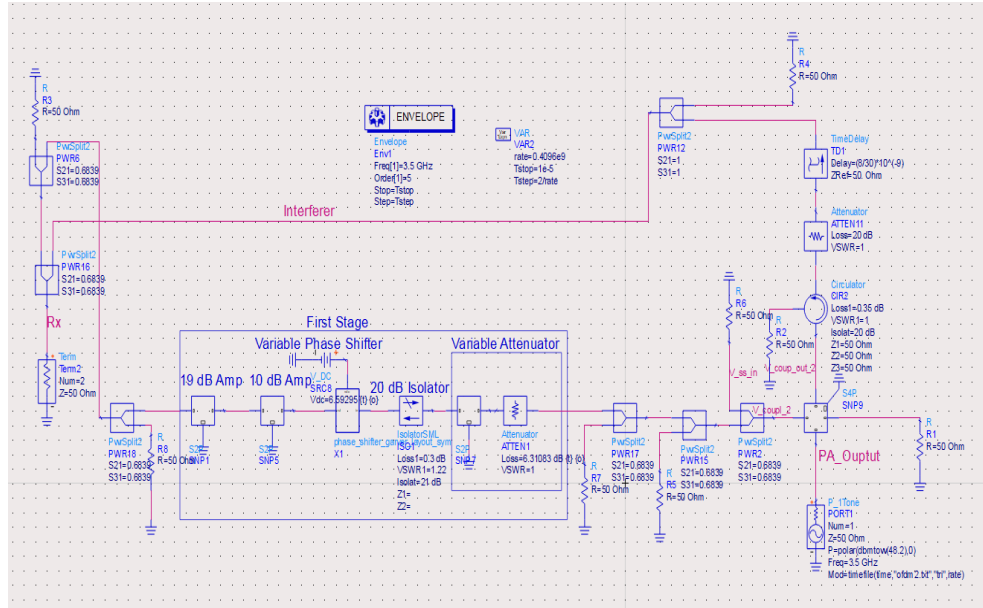 R
R3
R=50 Ohm
PwrSplit2
PWR6
S21=0.6839
S31=0.6839
ENVELOPE
Envelope
Env1
Freq[1]=3.5 GHz
Order[1]=5
Stop=Tstop
Step=Tstep
VAR
VAR2
rate=0.4096e9
Tstop=1e-5
Tstep=2/rate
R
R4
R=50 Ohm
PwrSplit2
PWR12
S21=1
S31=1
TimeDelay
TD1
Delay=(8/30)*10^(-9)
ZRef=50. Ohm
Attenuator
ATTEN11
Loss=20 dB
VSWR=1
Interferer
PwrSplit2
PWR16
S21=0.6839
S31=0.6839
Rx
Term
Term2
Num=2
Z=50 Ohm
Circulator
CIR2
Loss1=0.35 dB
VSWR1=1
Isolat=20 dB
Z1=50 Ohm
Z2=50 Ohm
Z3=50 Ohm
R
R6
R=50 Ohm
R
R2
R=50 Ohm
V_ss_in
V_coup_out_2
First Stage
Variable Phase Shifter
Variable Attenuator
19 dB Amp
10 dB Amp
V_DC
SRC8
Vdc=6.59295 {t} {o}
20 dB Isolator
PwrSplit2
PWR18
S21=0.6839
S31=0.6839
R
R8
R=50 Ohm
SNP1
SNP5
phase_shifter_gamei_layout_sym
X1
IsolatorSML
ISO1
Loss1=0.3 dB
VSWR1=1.22
Isolat=21 dB
Z1=
Z2=
Attenuator
ATTEN1
Loss=6.31083 dB {t} {o}
VSWR=1
PwrSplit2
PWR17
S21=0.6839
S31=0.6839
R
R7
R=50 Ohm
PwrSplit2
PWR15
S21=0.6839
S31=0.6839
R
R5
R=50 Ohm
PwrSplit2
PWR2
S21=0.6839
S31=0.6839
V_coupl_2
S4P
SNP9
R
R1
R=50 Ohm
PA_Ouptut
P_1Tone
PORT1
Num=1
Z=50 Ohm
P=polar(dbmtow(48.2),0)
Freq=3.5 GHz
Mod=timefile(time,"ofdm2.txt","tri",rate)